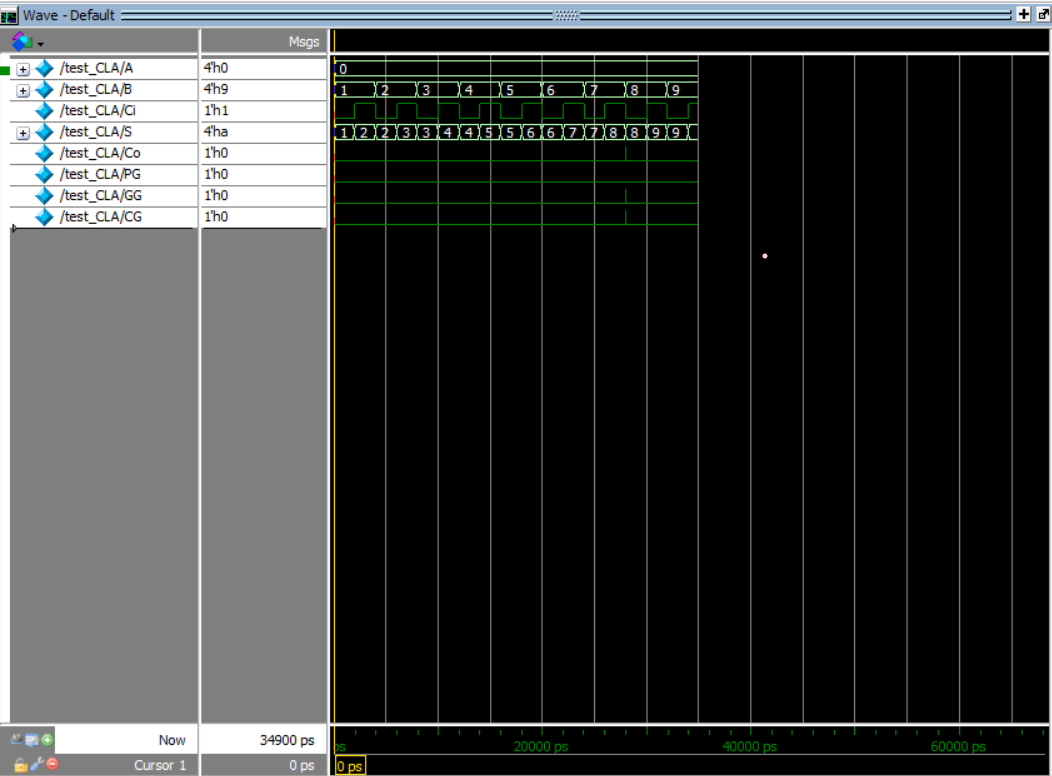 Wave - Default
Msgs
/test_CLA/A 4'h0 0
/test_CLA/B 4'h9 1 2 3 4 5 6 7 8 9
/test_CLA/Ci 1'h1
/test_CLA/S 4'ha 1 2 2 3 3 4 4 5 5 6 6 7 7 8 8 9 9
/test_CLA/Co 1'h0
/test_CLA/PG 1'h0
/test_CLA/GG 1'h0
/test_CLA/CG 1'h0
Now 34900 ps ps 20000 ps 40000 ps 60000 ps
Cursor 1 0 ps 0 ps